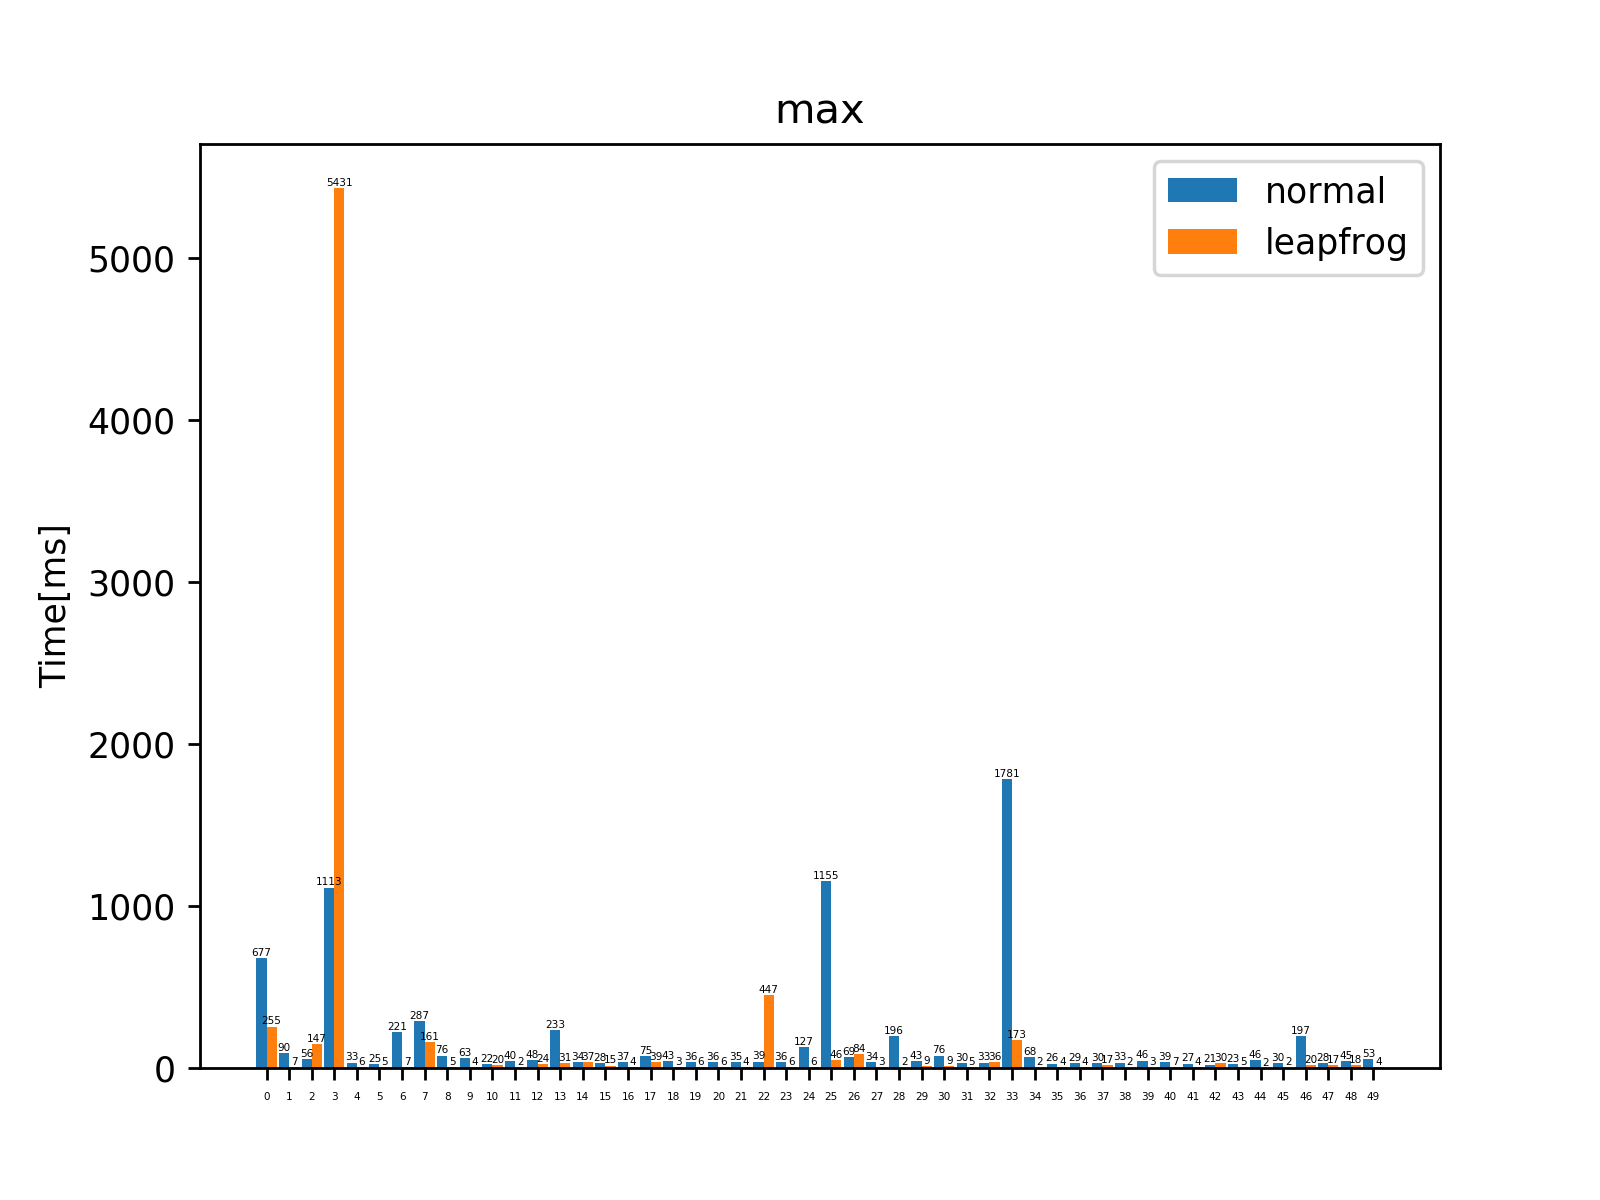 max
normal
leapfrog
Time[ms]
5000
4000
3000
2000
1000
0
677 90 56 1113 33 25 221 287 76 63 22 40 48 233 34 28 37 75 43 36 36 35 39 36 127 1155 69 34 196 43 76 30 33 1781 68 26 29 30 33 46 39 27 21 23 46 30 197 28 45 53
255 7 147 5431 6 5 7 161 5 4 20 2 24 31 37 15 4 39 3 6 6 4 447 6 6 46 84 3 2 9 9 5 36 173 2 4 4 17 2 3 7 4 30 5 2 2 20 17 18 4
0 1 2 3 4 5 6 7 8 9 10 11 12 13 14 15 16 17 18 19 20 21 22 23 24 25 26 27 28 29 30 31 32 33 34 35 36 37 38 39 40 41 42 43 44 45 46 47 48 49